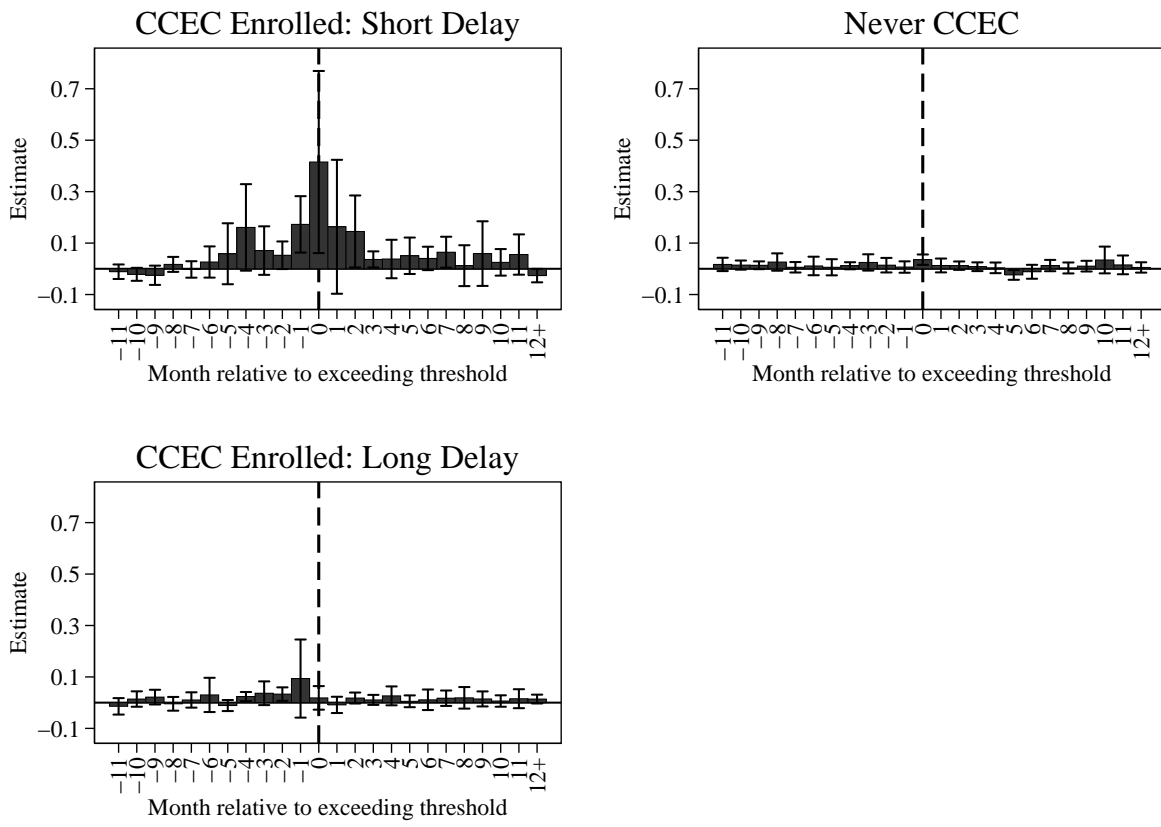 CCEC Enrolled: Short Delay
Estimate
0.7
0.5
0.3
0.1
−0.1
−11 −10 −9 −8 −7 −6 −5 −4 −3 −2 −1 0 1 2 3 4 5 6 7 8 9 10 11 12+
Month relative to exceeding threshold
Never CCEC
Estimate
0.7
0.5
0.3
0.1
−0.1
−11 −10 −9 −8 −7 −6 −5 −4 −3 −2 −1 0 1 2 3 4 5 6 7 8 9 10 11 12+
Month relative to exceeding threshold
CCEC Enrolled: Long Delay
Estimate
0.7
0.5
0.3
0.1
−0.1
−11 −10 −9 −8 −7 −6 −5 −4 −3 −2 −1 0 1 2 3 4 5 6 7 8 9 10 11 12+
Month relative to exceeding threshold